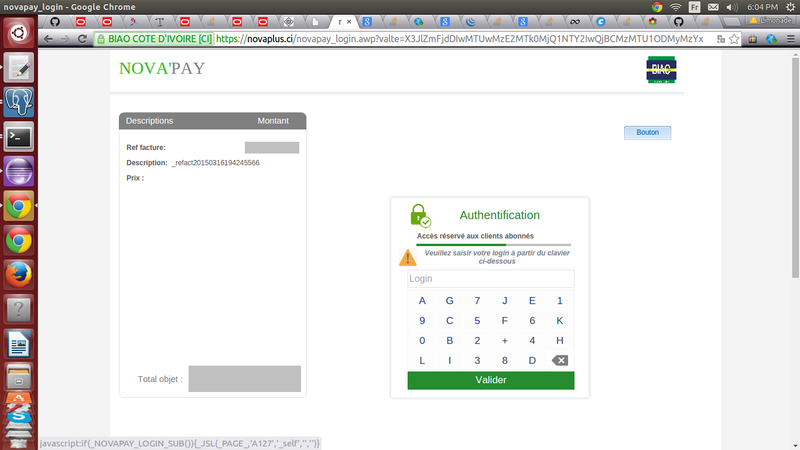 novapay_login - Google Chrome
Fr
6:04 PM
Limonade
BIAO COTE D'IVOIRE [CI]
https://novaplus.ci/novapay_login.awp?valte=X3JlZmFjdDIwMTUwMzE2MTk0MjQ1NTY2IwQjBCMzMTU1ODMyMzYx
NOVA'PAY
BIAO
Descriptions Montant
Bouton
Ref facture:
Description: _refact20150316194245566
Prix :
Total objet :
Authentification
Accès réservé aux clients abonnés
Veuillez saisir votre login à partir du clavier
ci-dessous
Login
A G 7 J E 1
9 C 5 F 6 K
0 B 2 + 4 H
L I 3 8 D
Valider
javascript:if(_NOVAPAY_LOGIN_SUB()){_JSL(_PAGE_,'A127','_self','','')}